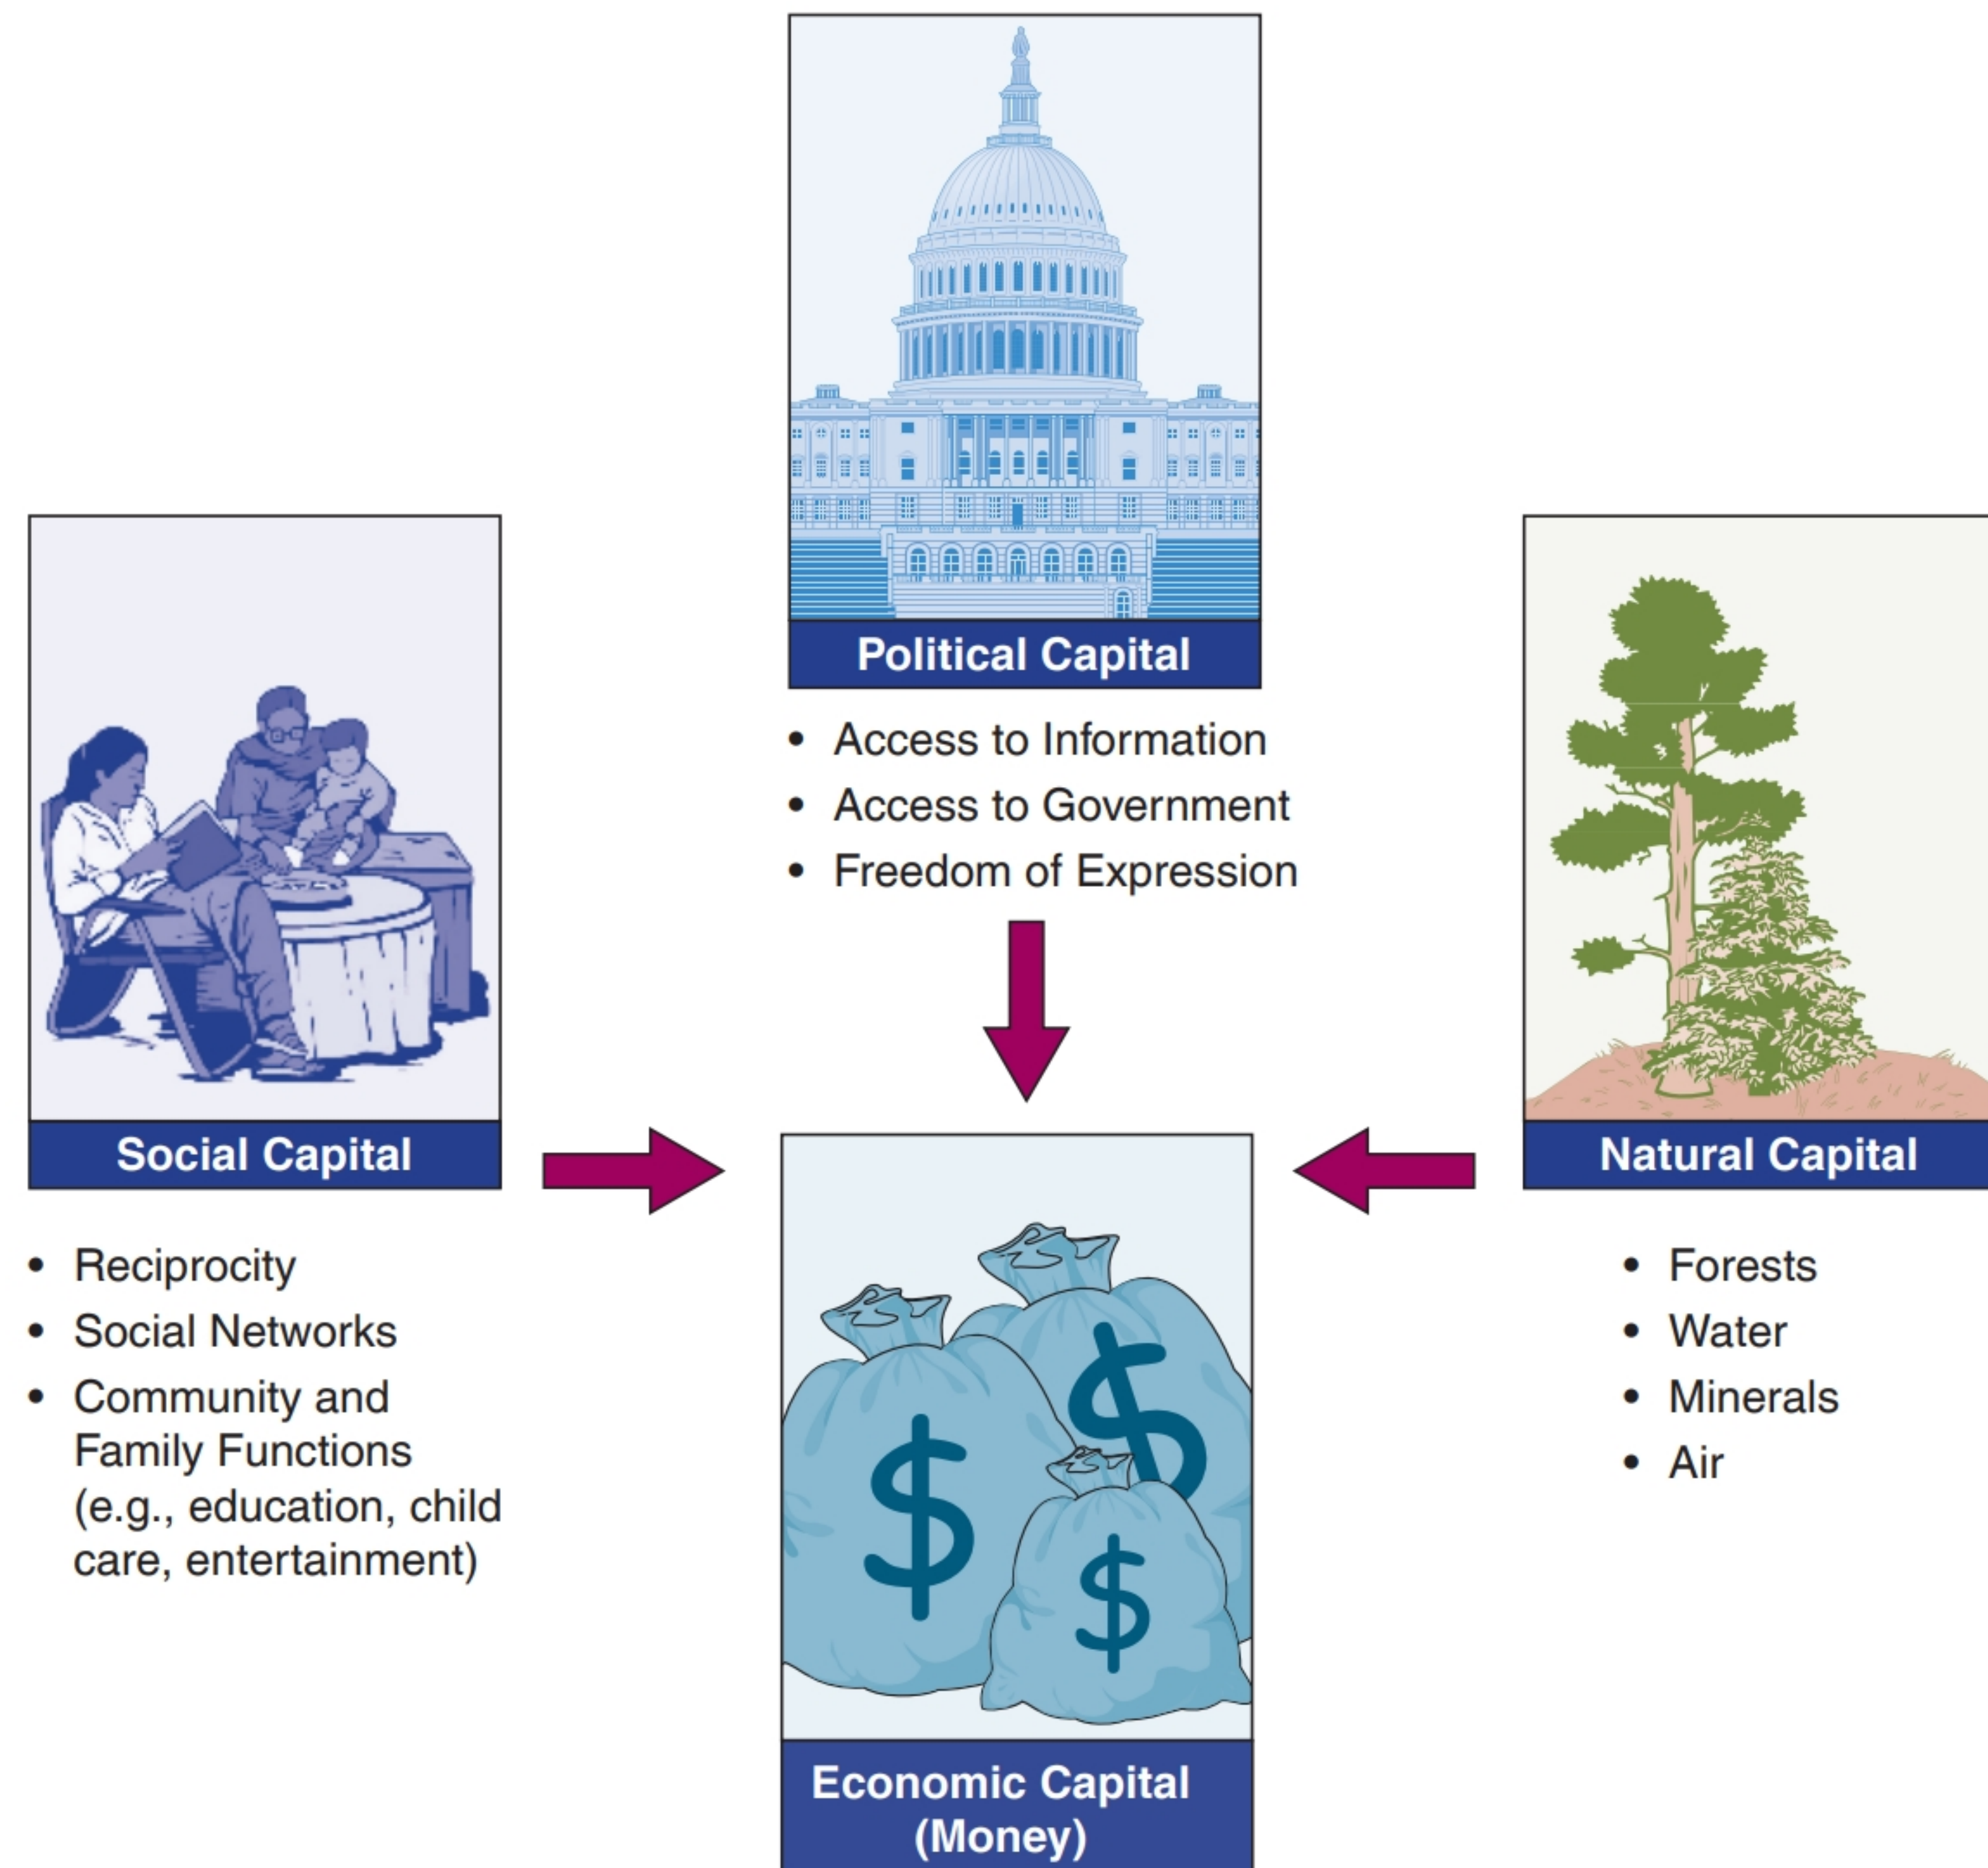 Political Capital
• Access to Information
• Access to Government
• Freedom of Expression
Social Capital
• Reciprocity
• Social Networks
• Community and
Family Functions
(e.g., education, child
care, entertainment)
Natural Capital
• Forests
• Water
• Minerals
• Air
$
$
$
Economic Capital
(Money)